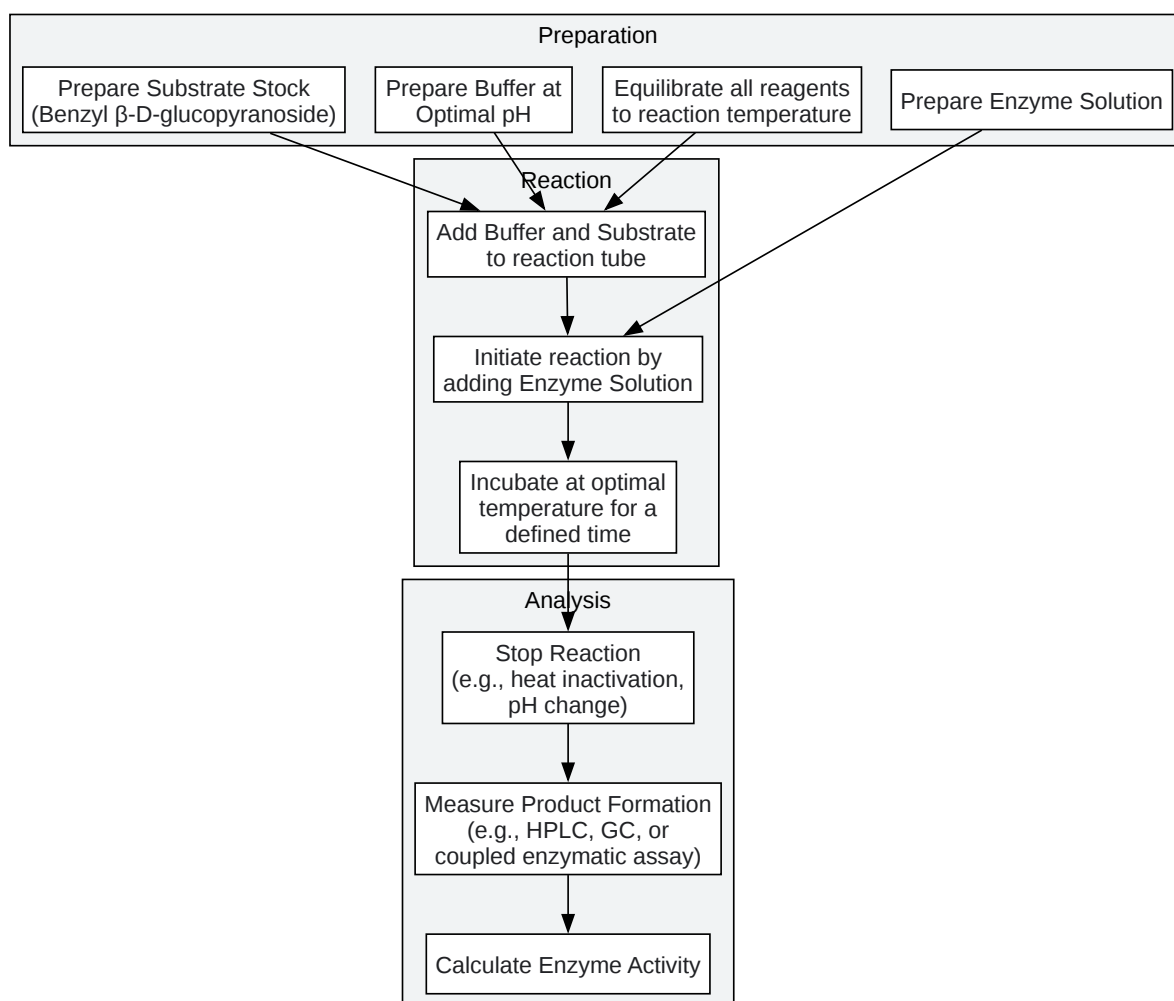 Preparation
Prepare Substrate Stock
(Benzyl β-D-glucopyranoside)
Prepare Buffer at
Optimal pH
Equilibrate all reagents
to reaction temperature
Prepare Enzyme Solution
Reaction
Add Buffer and Substrate
to reaction tube
Initiate reaction by
adding Enzyme Solution
Incubate at optimal
temperature for a
defined time
Analysis
Stop Reaction
(e.g., heat inactivation,
pH change)
Measure Product Formation
(e.g., HPLC, GC, or
coupled enzymatic assay)
Calculate Enzyme Activity